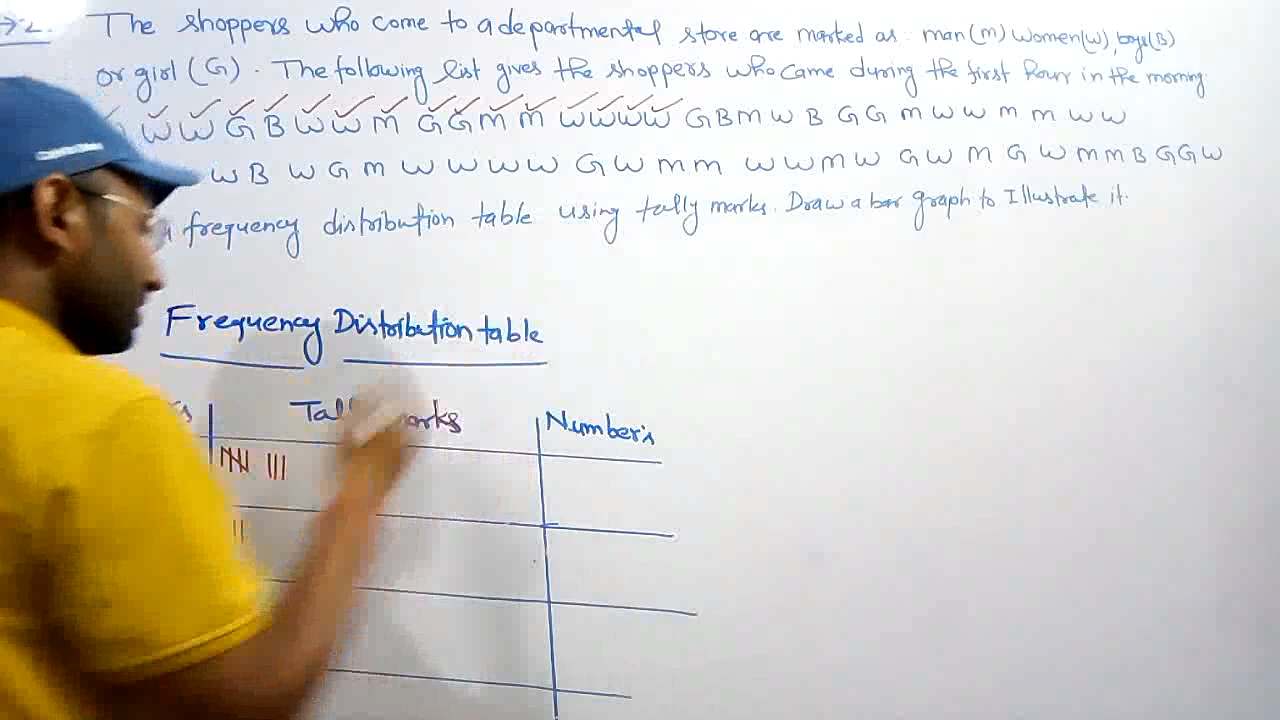 → 2. The shoppers who come to a departmental store are marked as : man (M) Women (W), boys (B)
or girl (G). The following list gives the shoppers who came during the first hour in the morning
W W G B W W M G G M M W W W W G B M W B G G M W W M M W W
W B W G M W W W W G W M M W W M W G W M G W M M B G G W
a frequency distribution table using tally marks. Draw a bar graph to Illustrate it.
Frequency Distribution table
Tally marks Number's